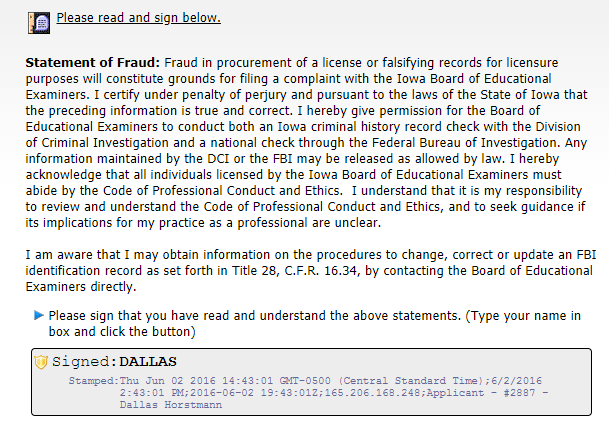 Please read and sign below.
Statement of Fraud: Fraud in procurement of a license or falsifying records for licensure
purposes will constitute grounds for filing a complaint with the Iowa Board of Educational
Examiners. I certify under penalty of perjury and pursuant to the laws of the State of Iowa that
the preceding information is true and correct. I hereby give permission for the Board of
Educational Examiners to conduct both an Iowa criminal history record check with the Division
of Criminal Investigation and a national check through the Federal Bureau of Investigation. Any
information maintained by the DCI or the FBI may be released as allowed by law. I hereby
acknowledge that all individuals licensed by the Iowa Board of Educational Examiners must
abide by the Code of Professional Conduct and Ethics.  I understand that it is my responsibility
to review and understand the Code of Professional Conduct and Ethics, and to seek guidance if
its implications for my practice as a professional are unclear.
I am aware that I may obtain information on the procedures to change, correct or update an FBI
identification record as set forth in Title 28, C.F.R. 16.34, by contacting the Board of Educational
Examiners directly.
Please sign that you have read and understand the above statements. (Type your name in
box and click the button)
Signed:DALLAS
Stamped:Thu Jun 02 2016 14:43:01 GMT-0500 (Central Standard Time);6/2/2016
2:43:01 PM;2016-06-02 19:43:01Z;165.206.168.248;Applicant - #2887 -
Dallas Horstmann